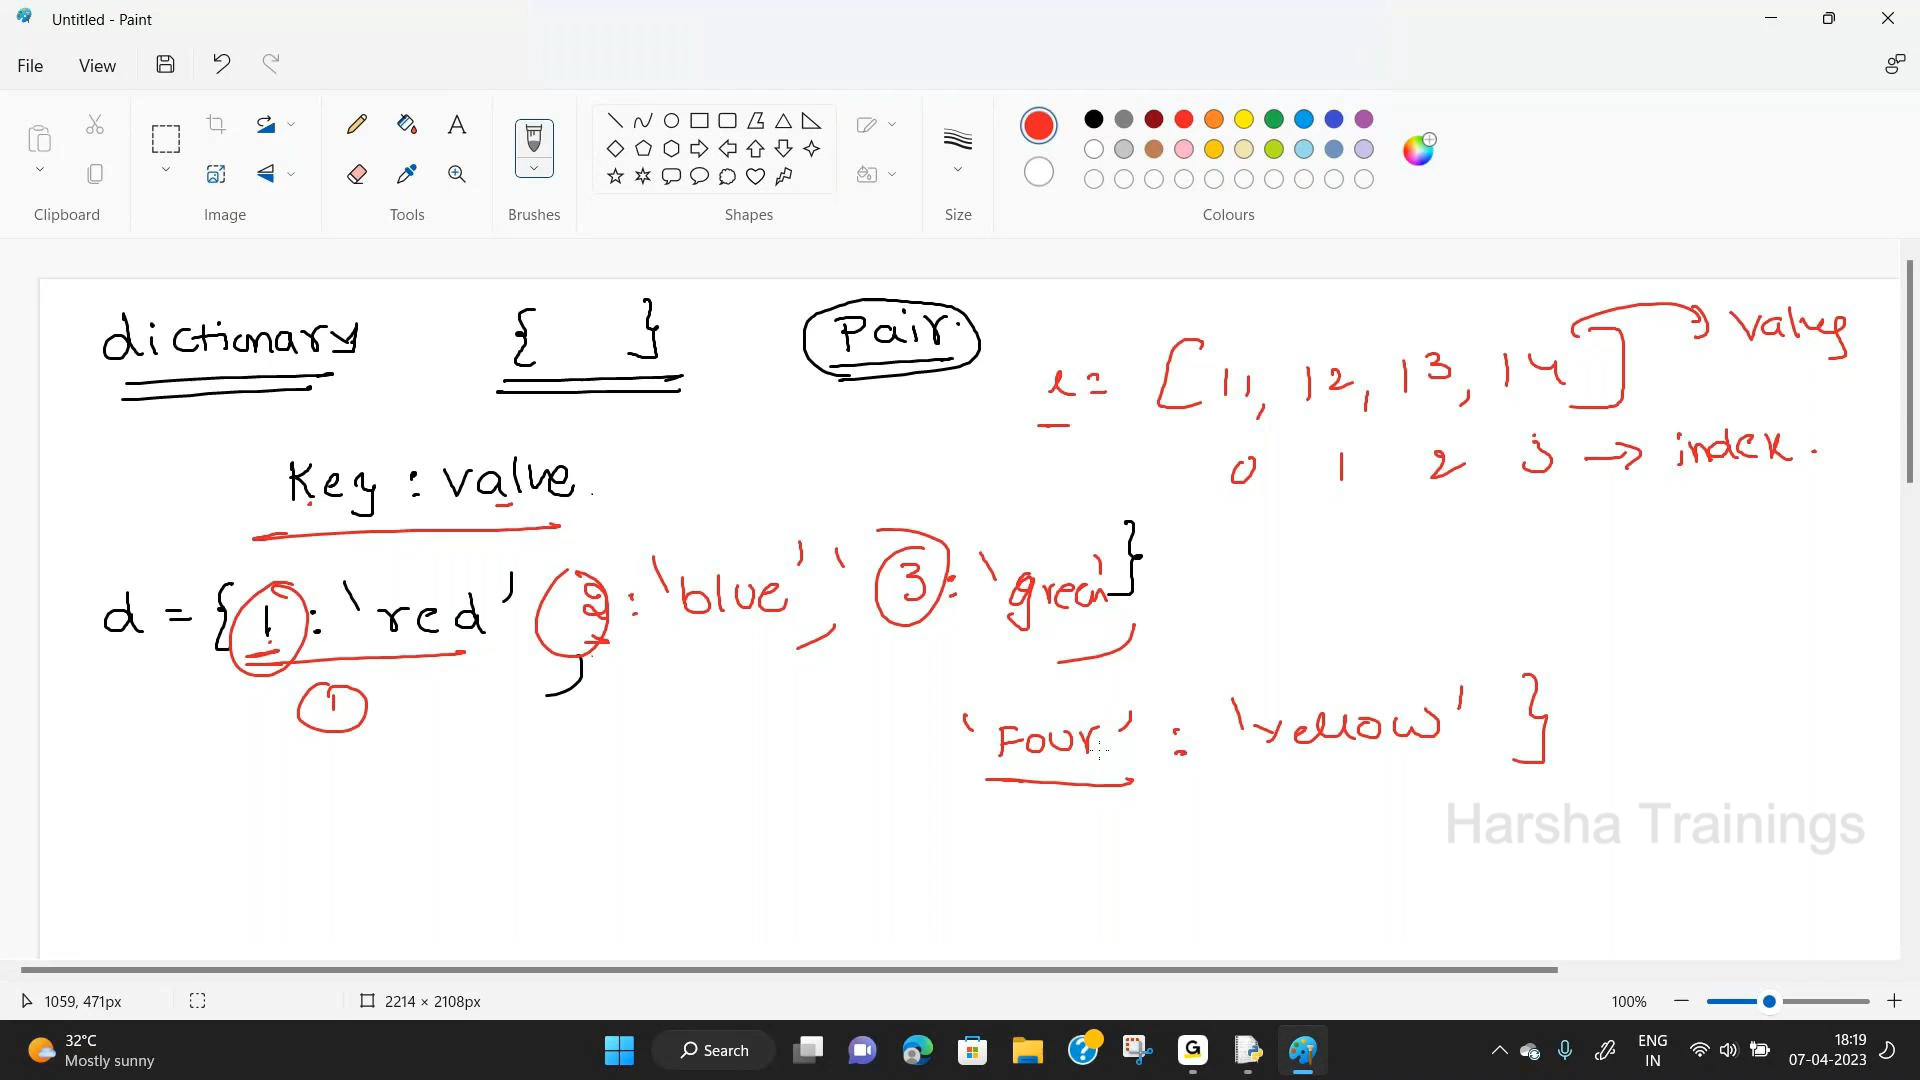 Untitled - Paint
File View
Clipboard Image Tools Brushes Shapes Size Colours
dictionary { } Pair.
l = [ 11, 12, 13, 14 ] values
0 1 2 3 → index.
Key : value.
d = { 1 : 'red' , 2 : 'blue' , 3 : 'green' }
1
'Four' : 'yellow' }
Harsha Trainings
1059, 471px 2214 × 2108px 100%
32°C
Mostly sunny
Search
ENG
IN
18:19
07-04-2023